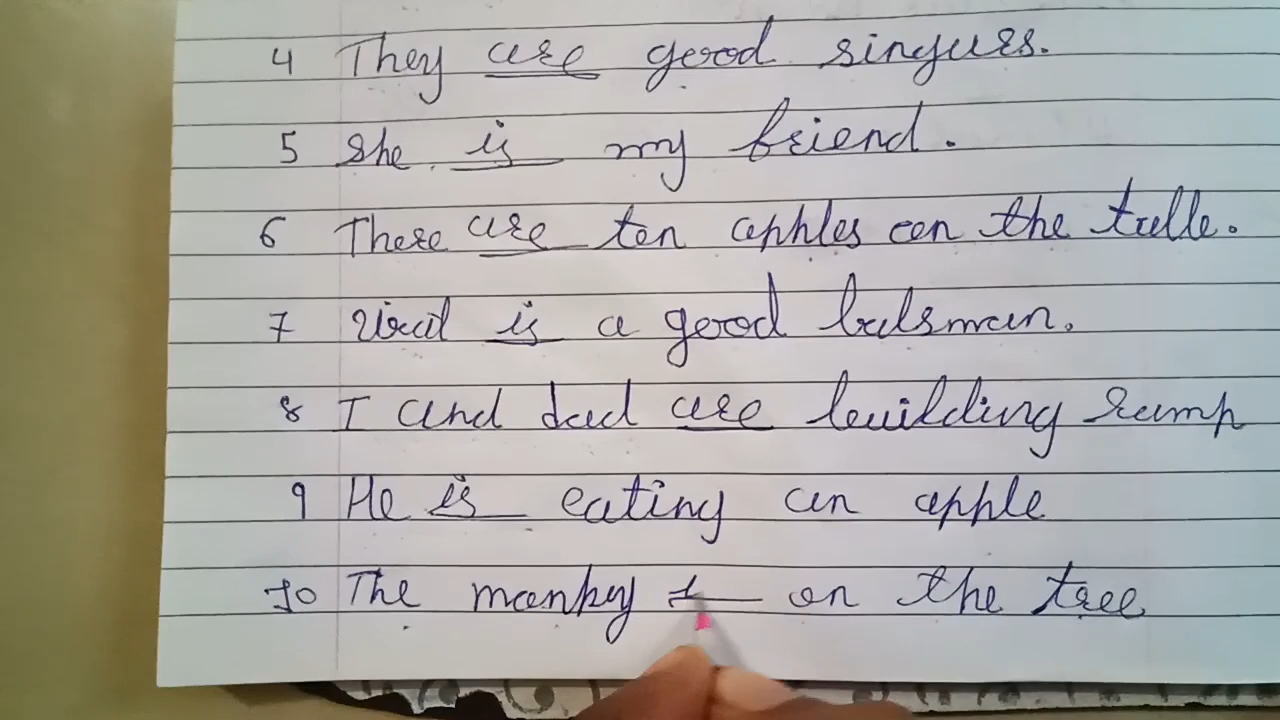 4 They are good singers.
5 She is my friend.
6 There are ten apples on the table.
7 Virat is a good batsman.
8 I and dad are building ramp
9 He is eating an apple
10 The monkey on the tree